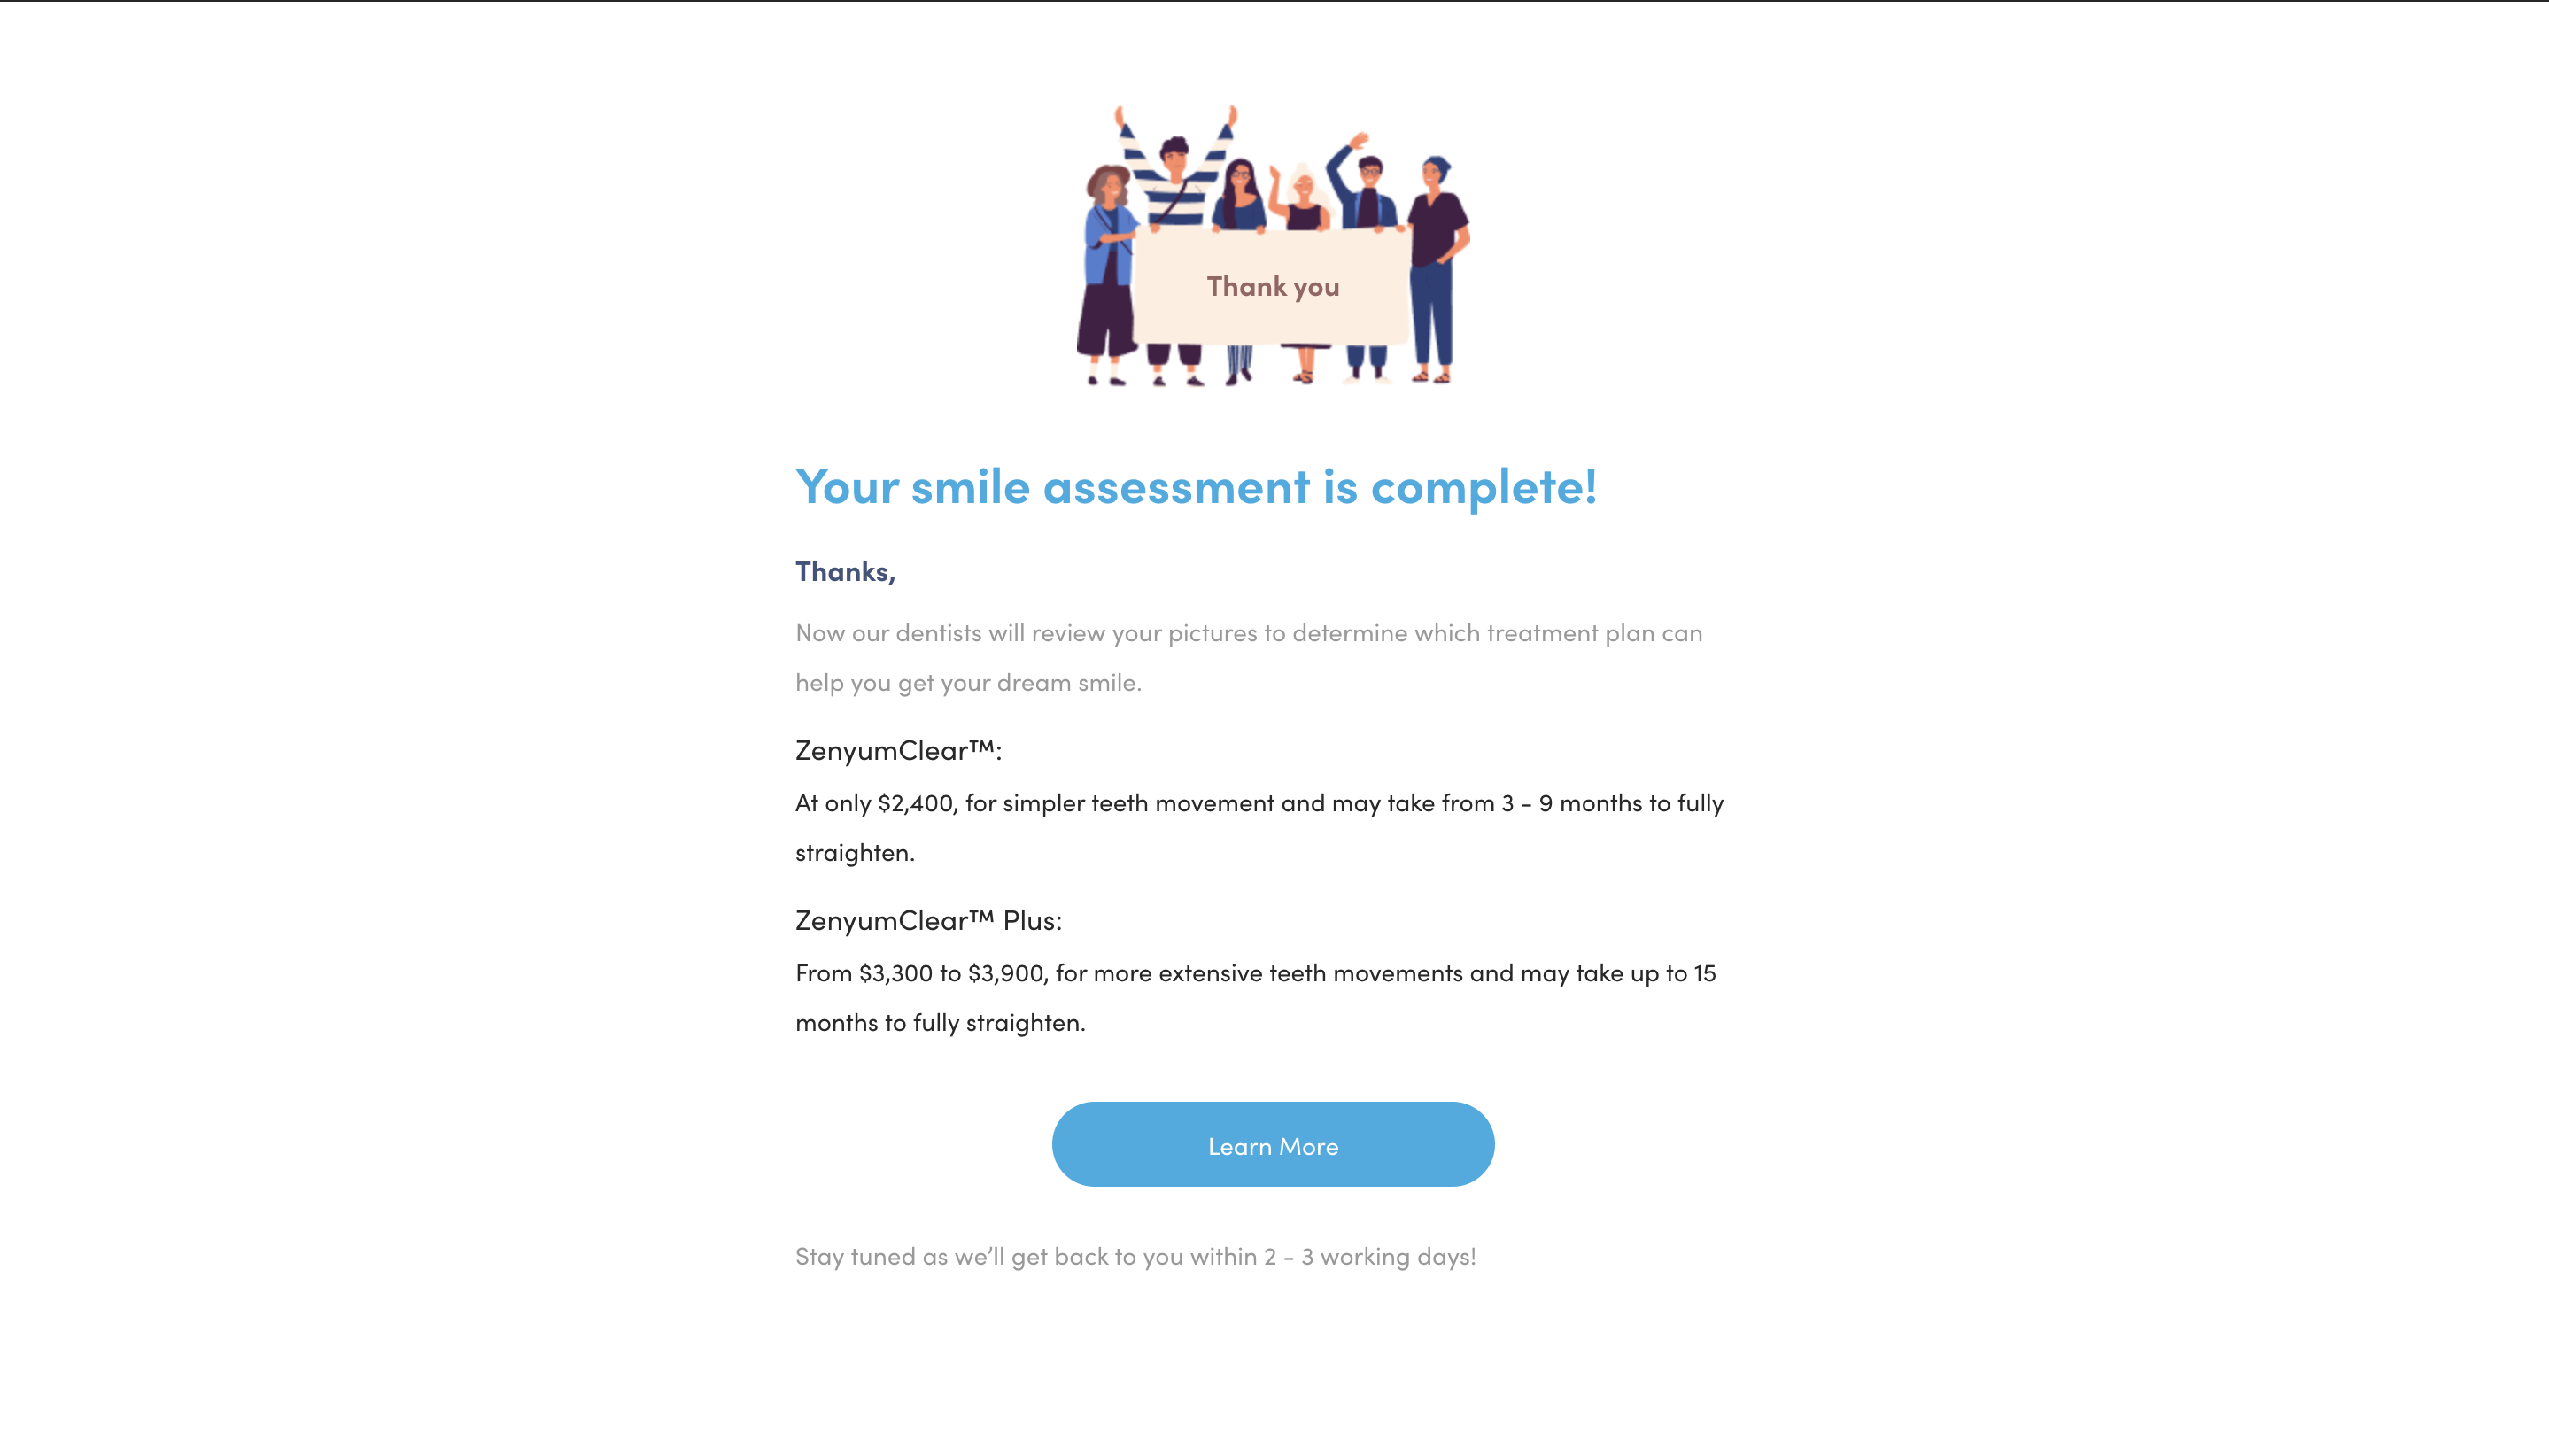 Thank you
Your smile assessment is complete!
Thanks,
Now our dentists will review your pictures to determine which treatment plan can
help you get your dream smile.
ZenyumClear™:
At only $2,400, for simpler teeth movement and may take from 3 - 9 months to fully
straighten.
ZenyumClear™ Plus:
From $3,300 to $3,900, for more extensive teeth movements and may take up to 15
months to fully straighten.
Learn More
Stay tuned as we’ll get back to you within 2 - 3 working days!